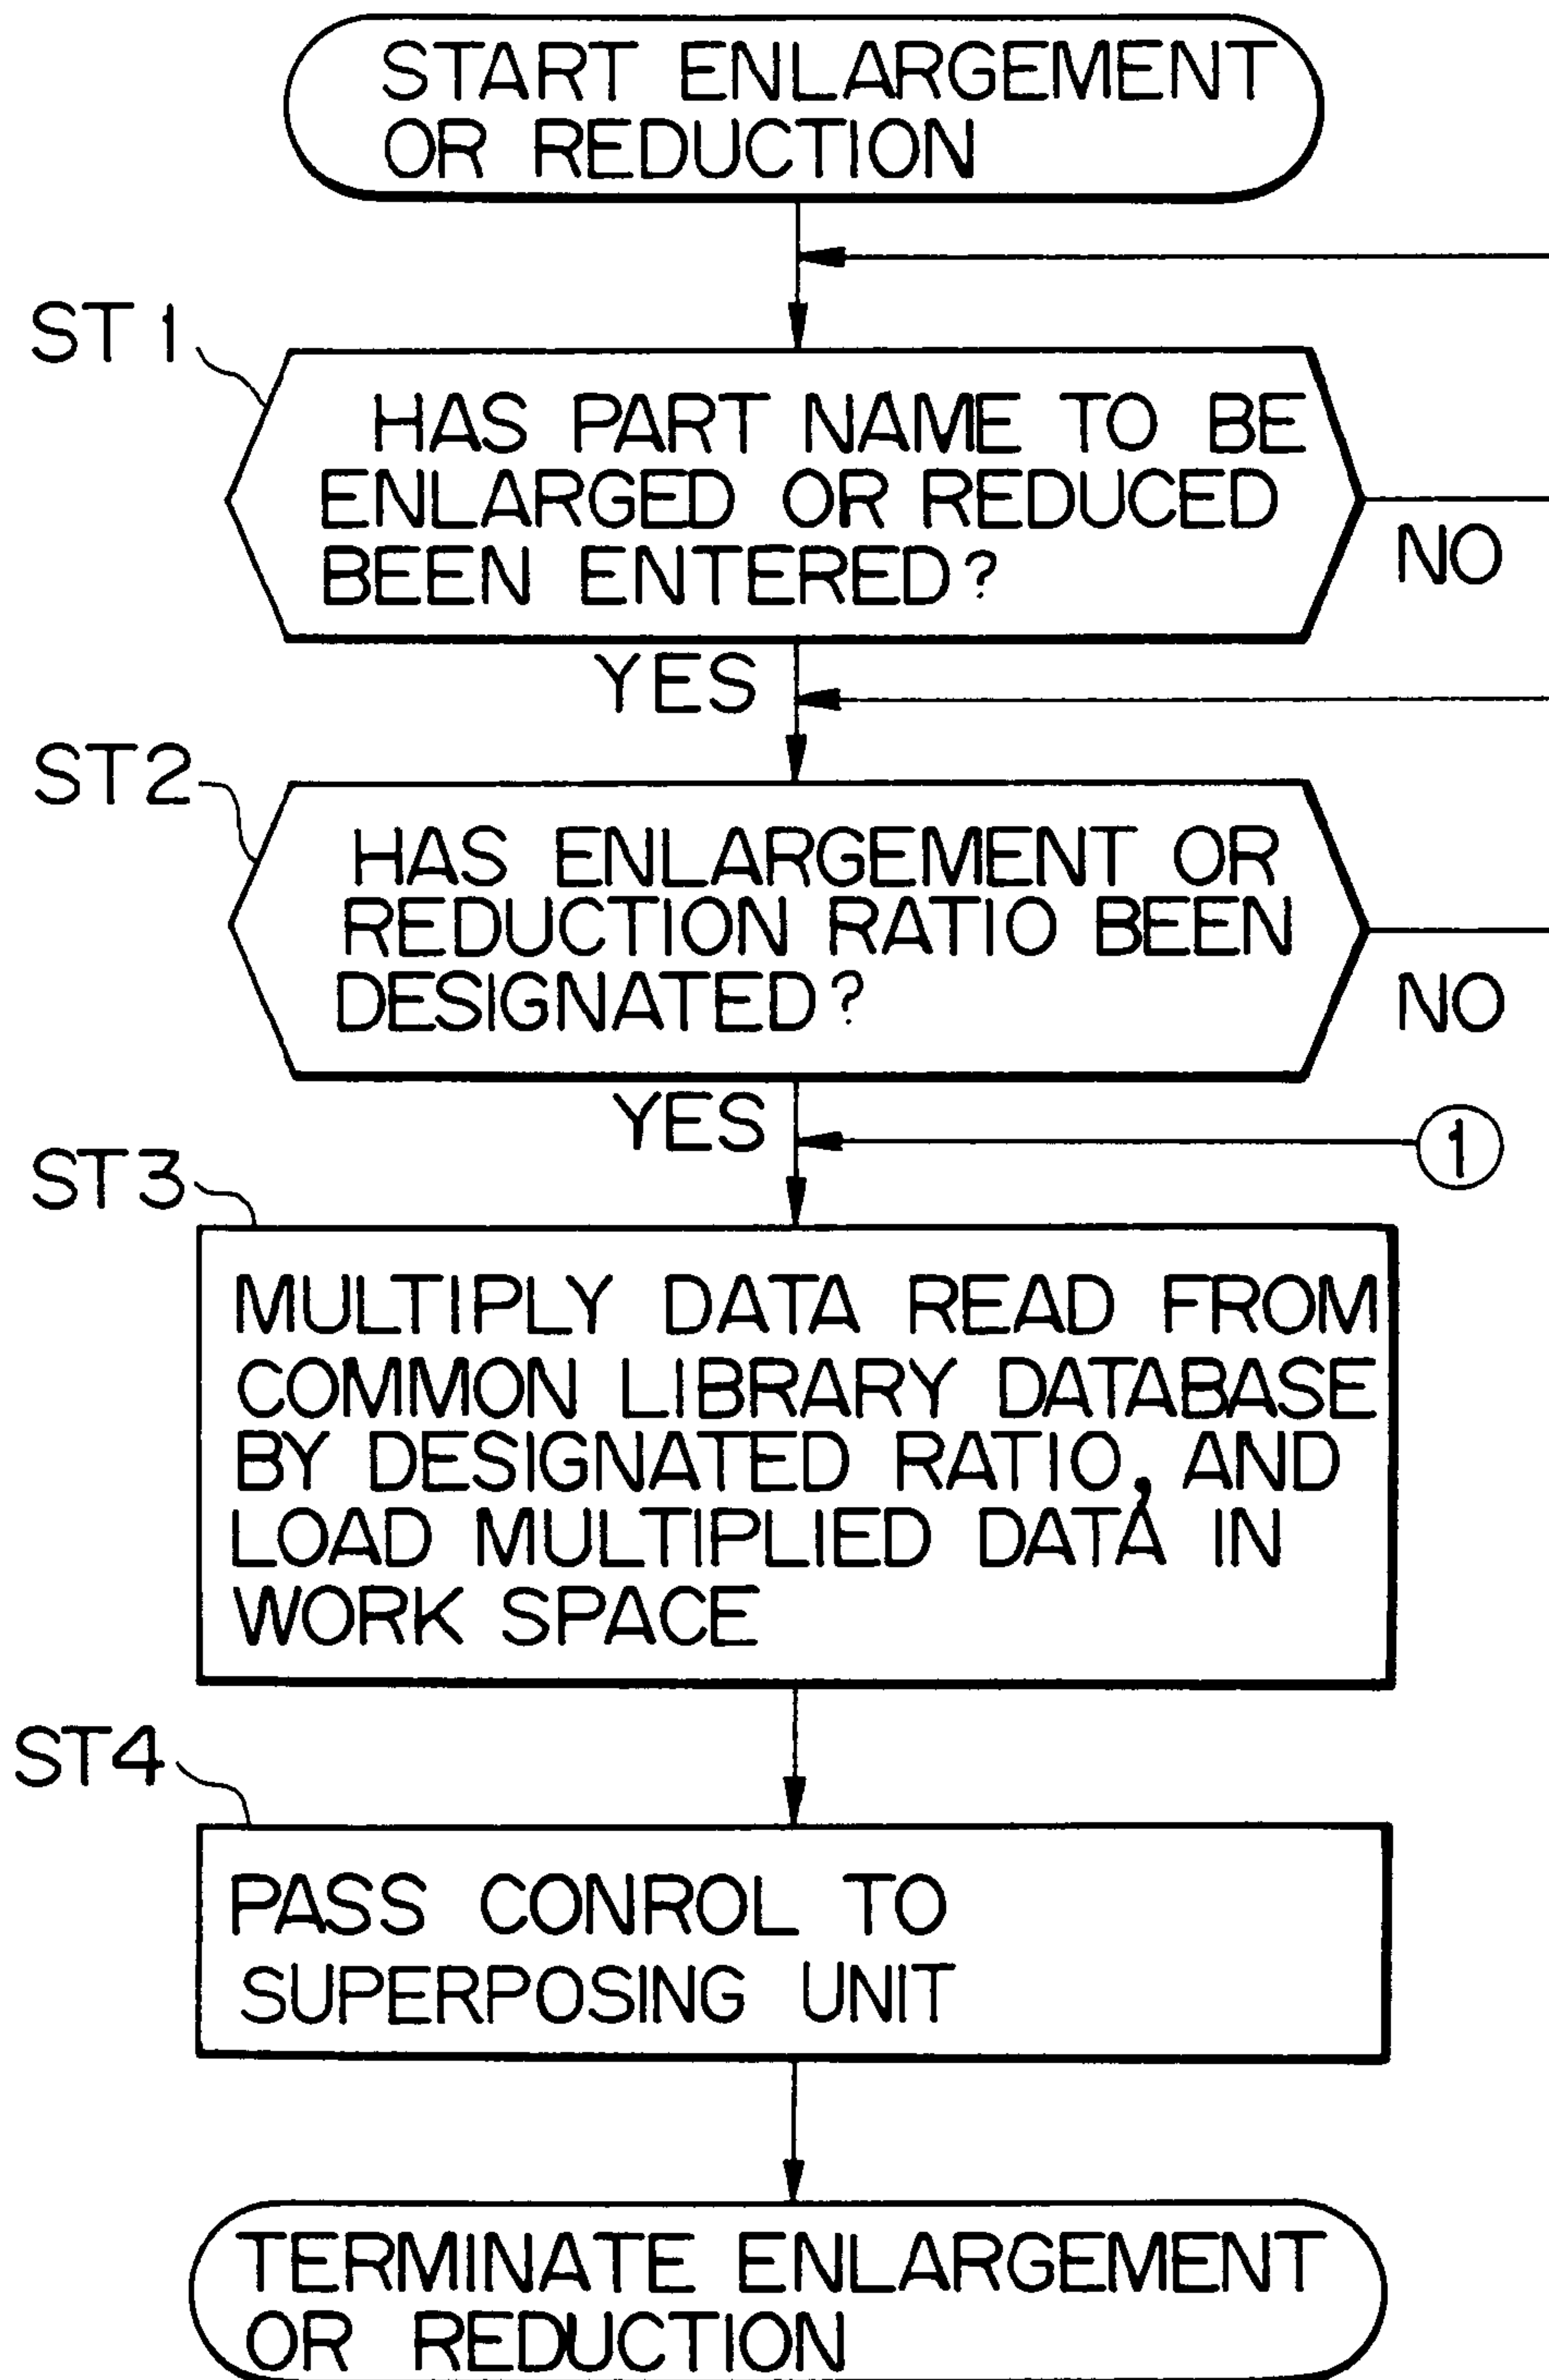 START ENLARGEMENT
OR REDUCTION
ST1
HAS PART NAME TO BE
ENLARGED OR REDUCED
BEEN ENTERED?
NO
YES
ST2
HAS ENLARGEMENT OR
REDUCTION RATIO BEEN
DESIGNATED?
NO
YES
1
ST3
MULTIPLY DATA READ FROM
COMMON LIBRARY DATABASE
BY DESIGNATED RATIO, AND
LOAD MULTIPLIED DATA IN
WORK SPACE
ST4
PASS CONROL TO
SUPERPOSING UNIT
TERMINATE ENLARGEMENT
OR REDUCTION